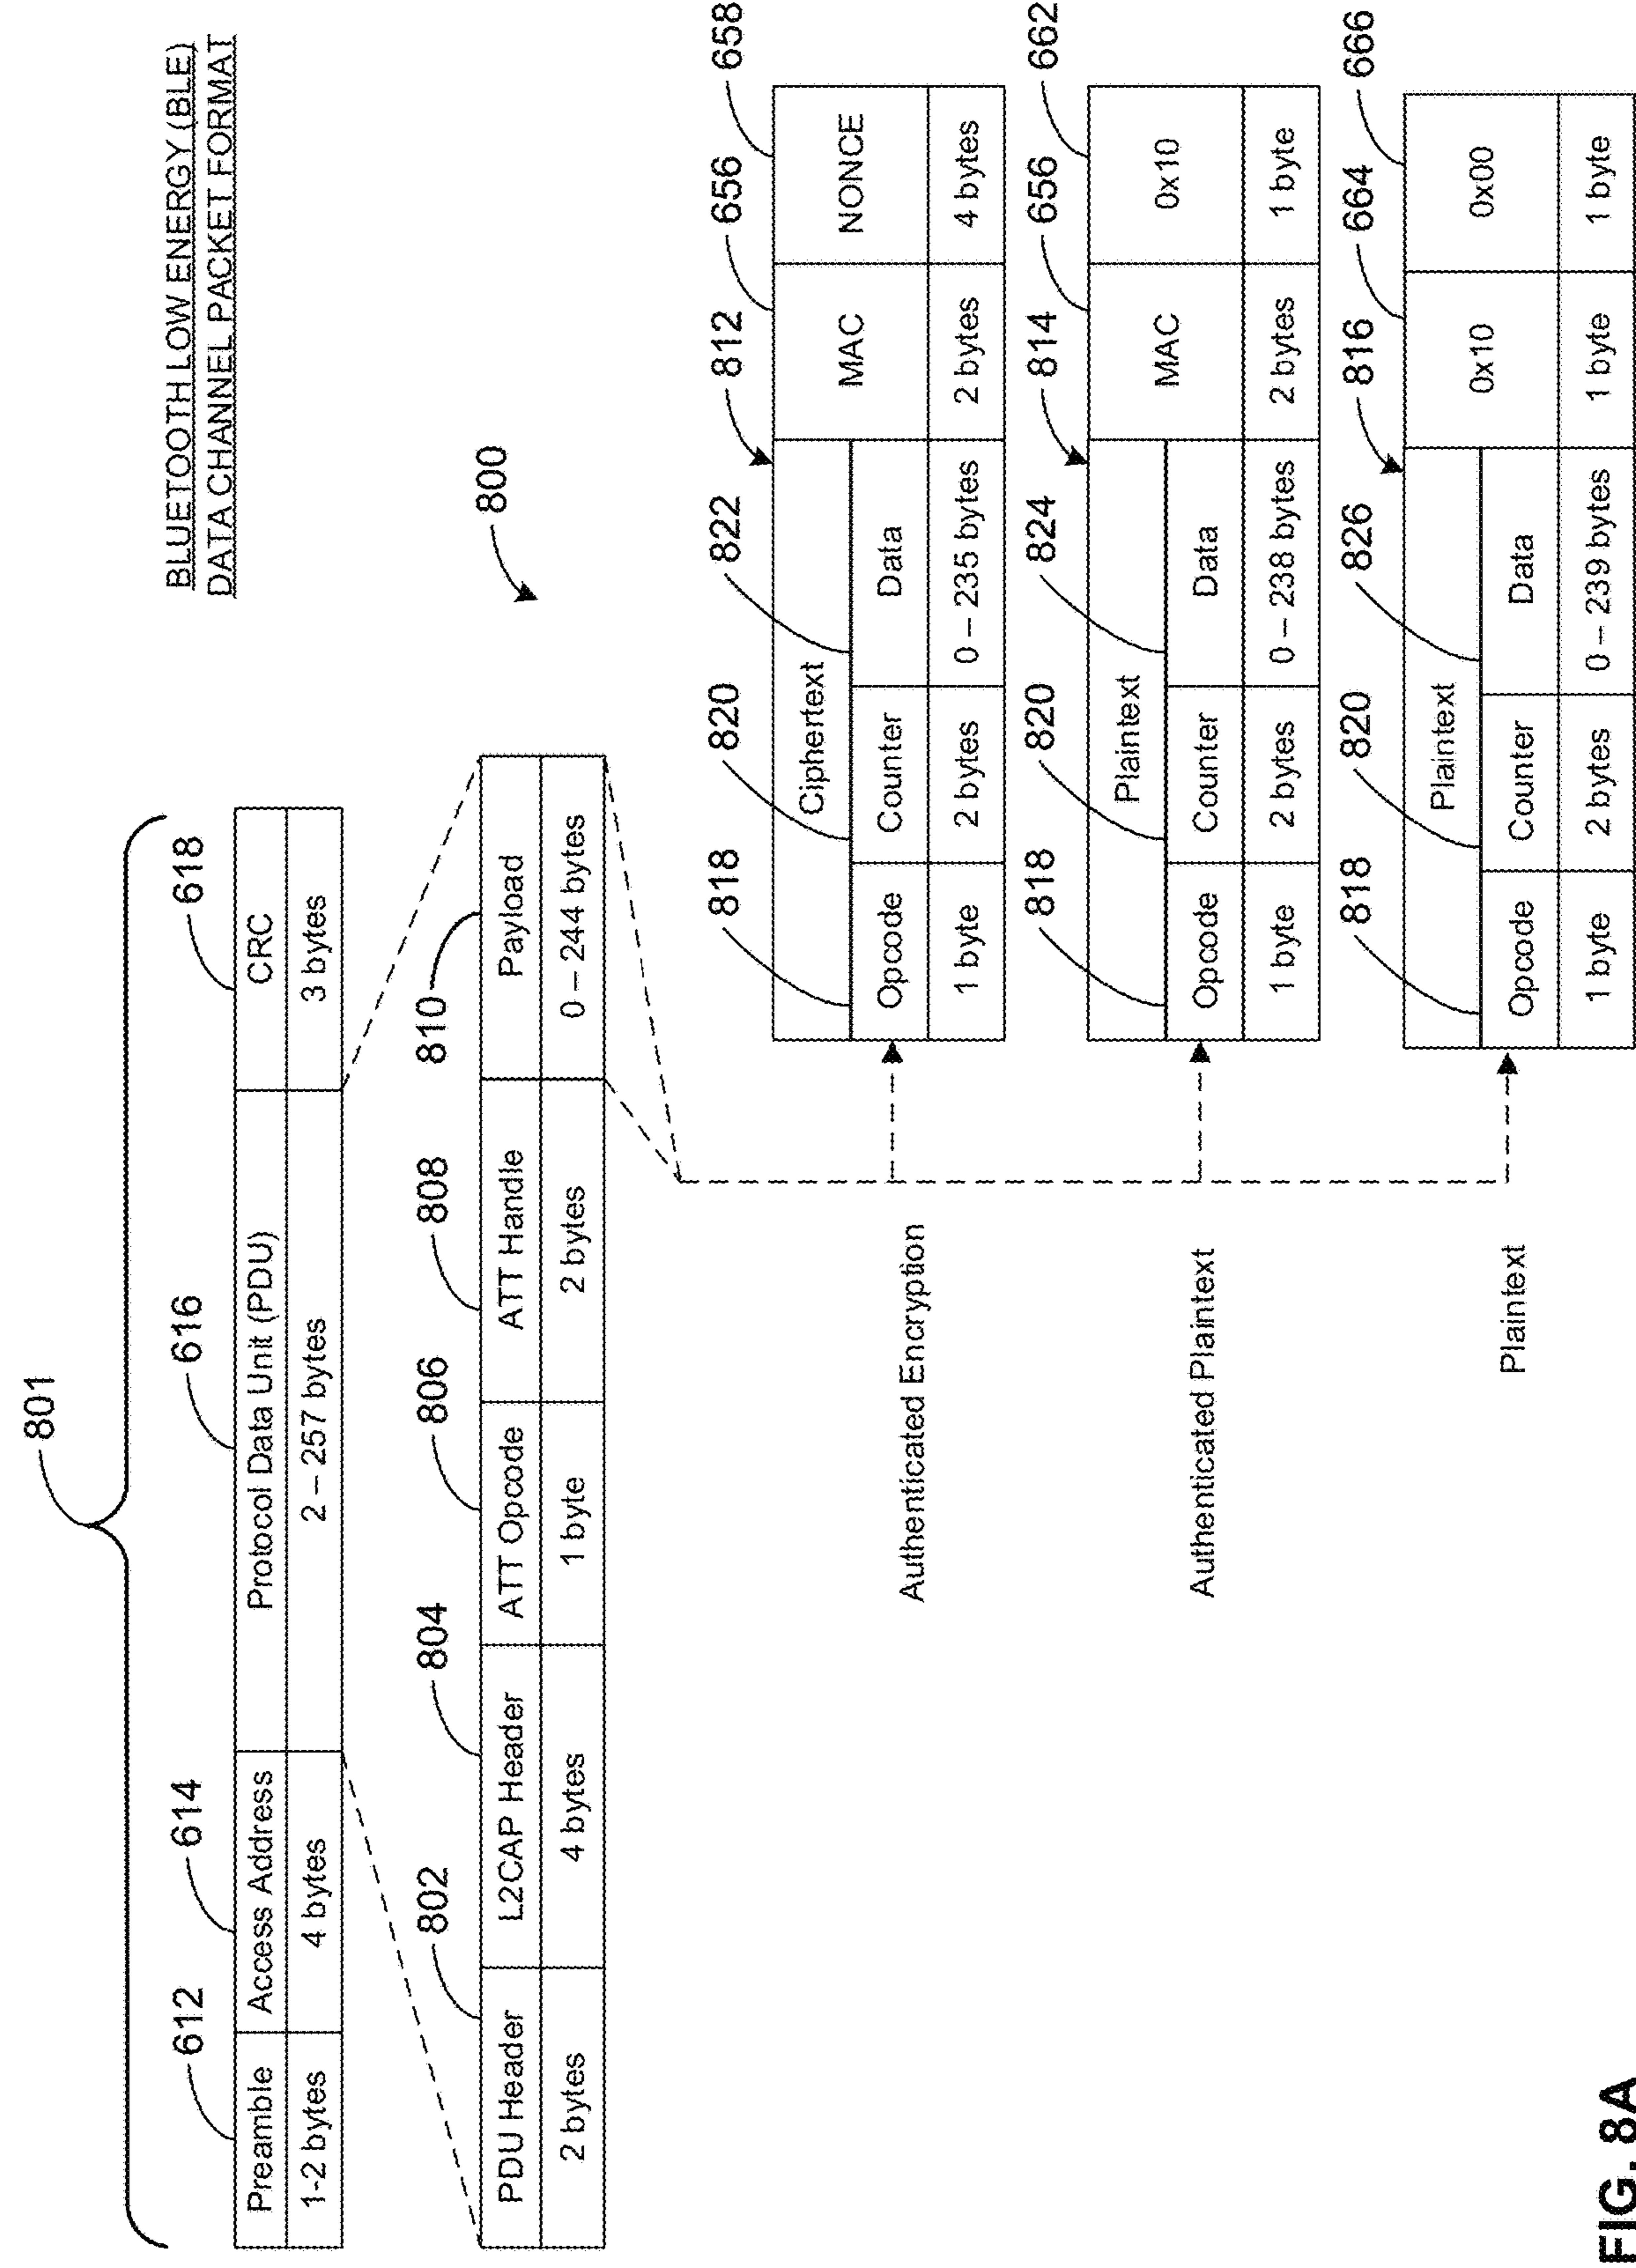 BLUETOOTH LOW ENERGY (BLE)
DATA CHANNEL PACKET FORMAT
801
612 614 616 618
Preamble Access Address Protocol Data Unit (PDU) CRC
1-2 bytes 4 bytes 2 – 257 bytes 3 bytes
800
802 804 806 808 810
PDU Header L2CAP Header ATT Opcode ATT Handle Payload
2 bytes 4 bytes 1 byte 2 bytes 0 – 244 bytes
818 820 822 812 656 658
Authenticated Encryption
Ciphertext MAC NONCE
Opcode Counter Data
1 byte 2 bytes 0 – 235 bytes 2 bytes 4 bytes
818 820 824 814 656 662
Authenticated Plaintext
Plaintext MAC 0x10
Opcode Counter Data
1 byte 2 bytes 0 – 238 bytes 2 bytes 1 byte
818 820 826 816 664 666
Plaintext
Plaintext 0x10 0x00
Opcode Counter Data
1 byte 2 bytes 0 – 239 bytes 1 byte 1 byte
FIG. 8A